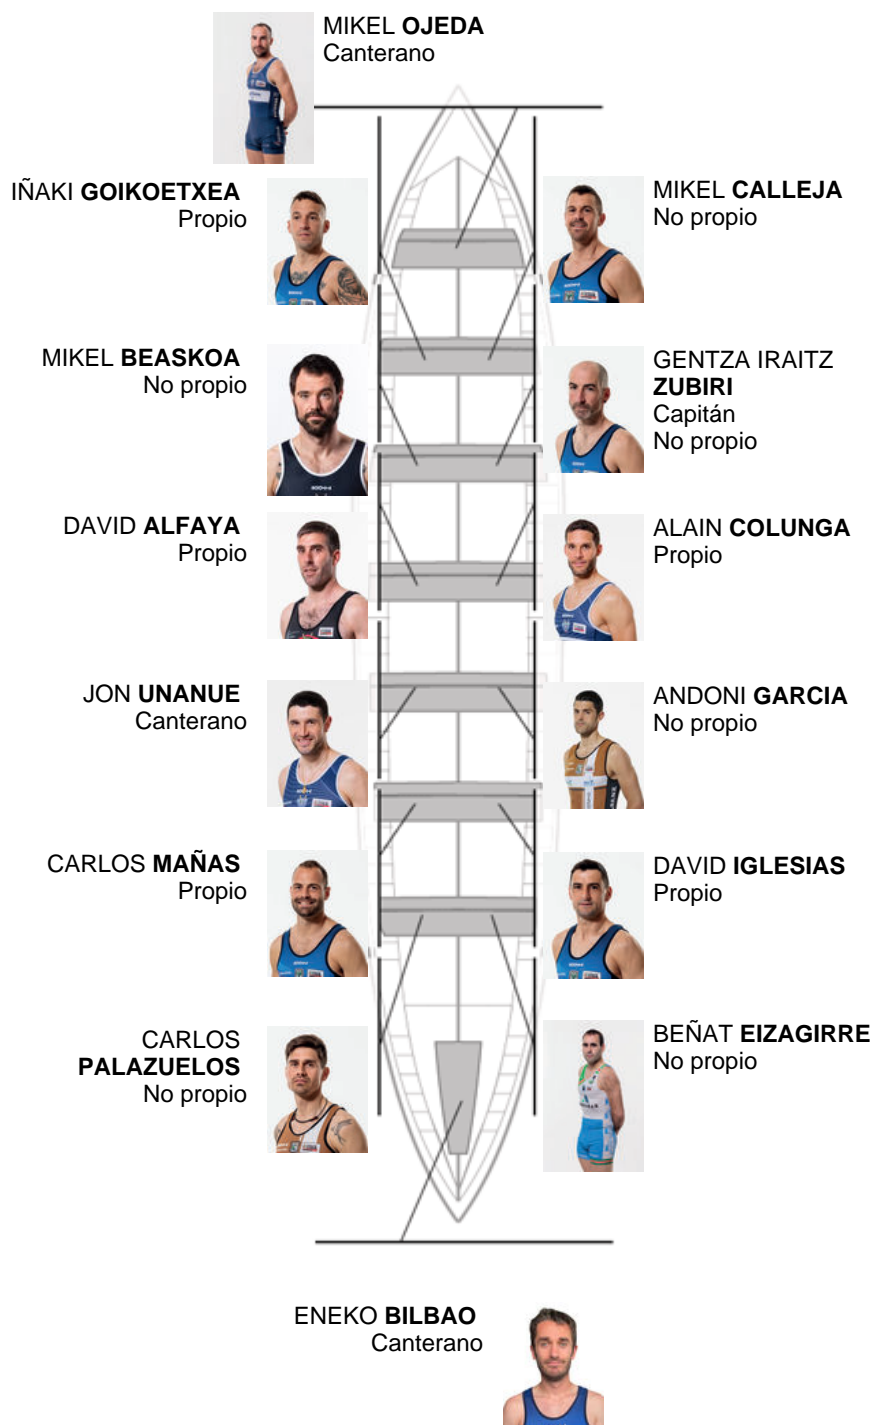 MIKEL OJEDA
Canterano
IÑAKI GOIKOETXEA
Propio
MIKEL CALLEJA
No propio
MIKEL BEASKOA
No propio
GENTZA IRAITZ
ZUBIRI
Capitán
No propio
DAVID ALFAYA
Propio
ALAIN COLUNGA
Propio
JON UNANUE
Canterano
ANDONI GARCIA
No propio
CARLOS MAÑAS
Propio
DAVID IGLESIAS
Propio
CARLOS
PALAZUELOS
No propio
BEÑAT EIZAGIRRE
No propio
ENEKO BILBAO
Canterano